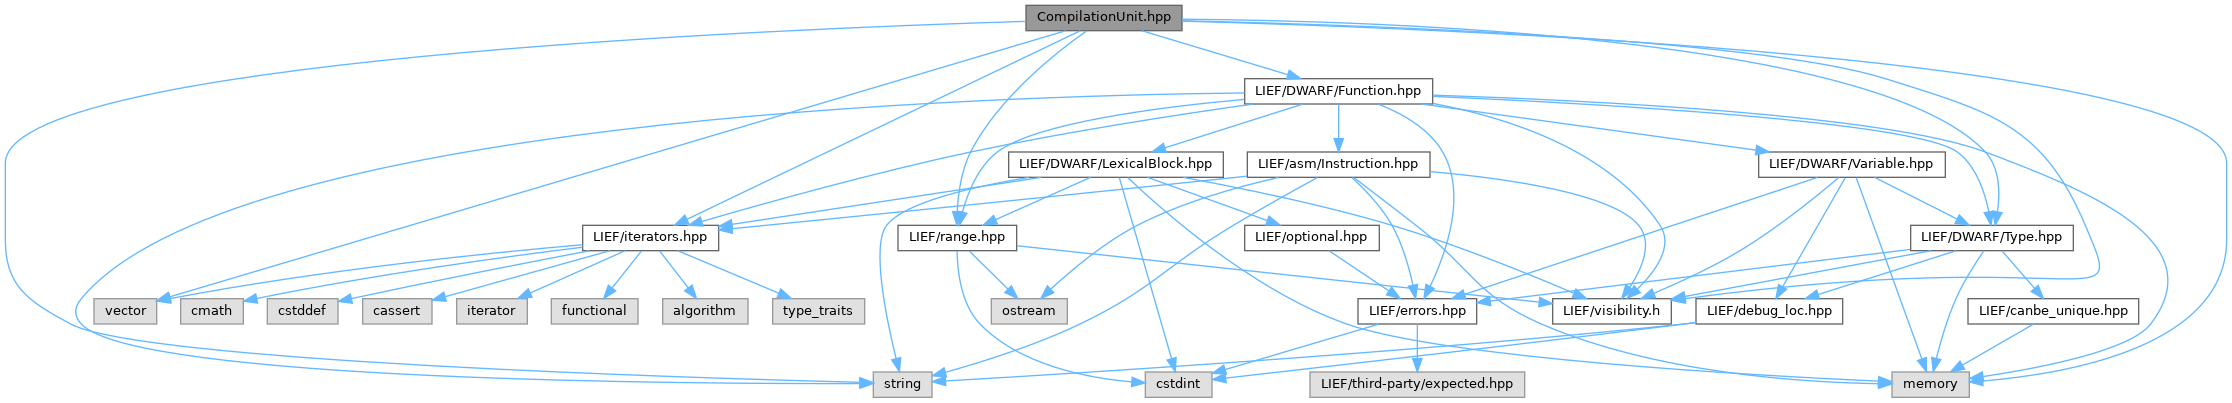 CompilationUnit.hpp
LIEF/DWARF/Function.hpp
LIEF/DWARF/LexicalBlock.hpp
LIEF/asm/Instruction.hpp
LIEF/DWARF/Variable.hpp
LIEF/iterators.hpp
LIEF/range.hpp
LIEF/optional.hpp
LIEF/DWARF/Type.hpp
vector
cmath
cstddef
cassert
iterator
functional
algorithm
type_traits
ostream
LIEF/errors.hpp
LIEF/visibility.h
LIEF/debug_loc.hpp
LIEF/canbe_unique.hpp
string
cstdint
LIEF/third-party/expected.hpp
memory